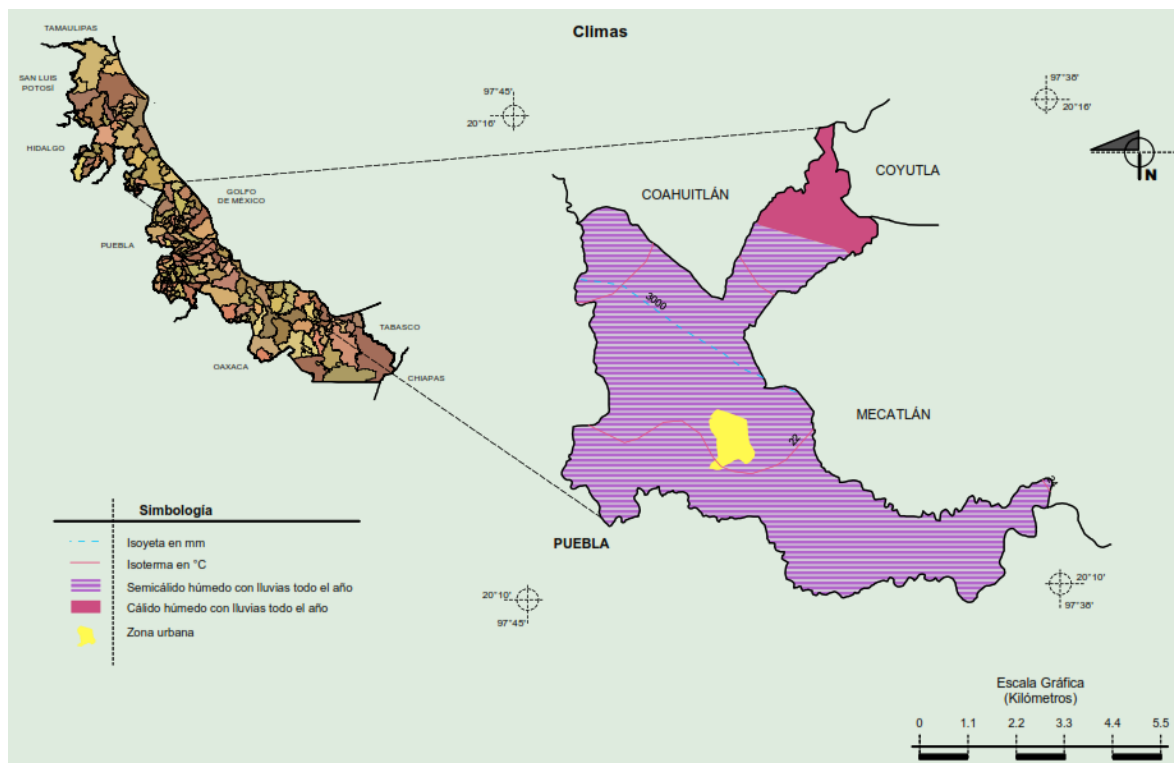 Climas
TAMAULIPAS
SAN LUIS
POTOSÍ
HIDALGO
GOLFO
DE MÉXICO
PUEBLA
TABASCO
OAXACA
CHIAPAS
97°45'
20°16'
97°36'
20°16'
N
COAHUITLÁN
COYUTLA
3000
MECATLÁN
22
22
PUEBLA
20°10'
97°45'
20°10'
97°36'
Simbología
Isoyeta en mm
Isoterma en °C
Semicálido húmedo con lluvias todo el año
Cálido húmedo con lluvias todo el año
Zona urbana
Escala Gráfica
(Kilómetros)
0 1.1 2.2 3.3 4.4 5.5